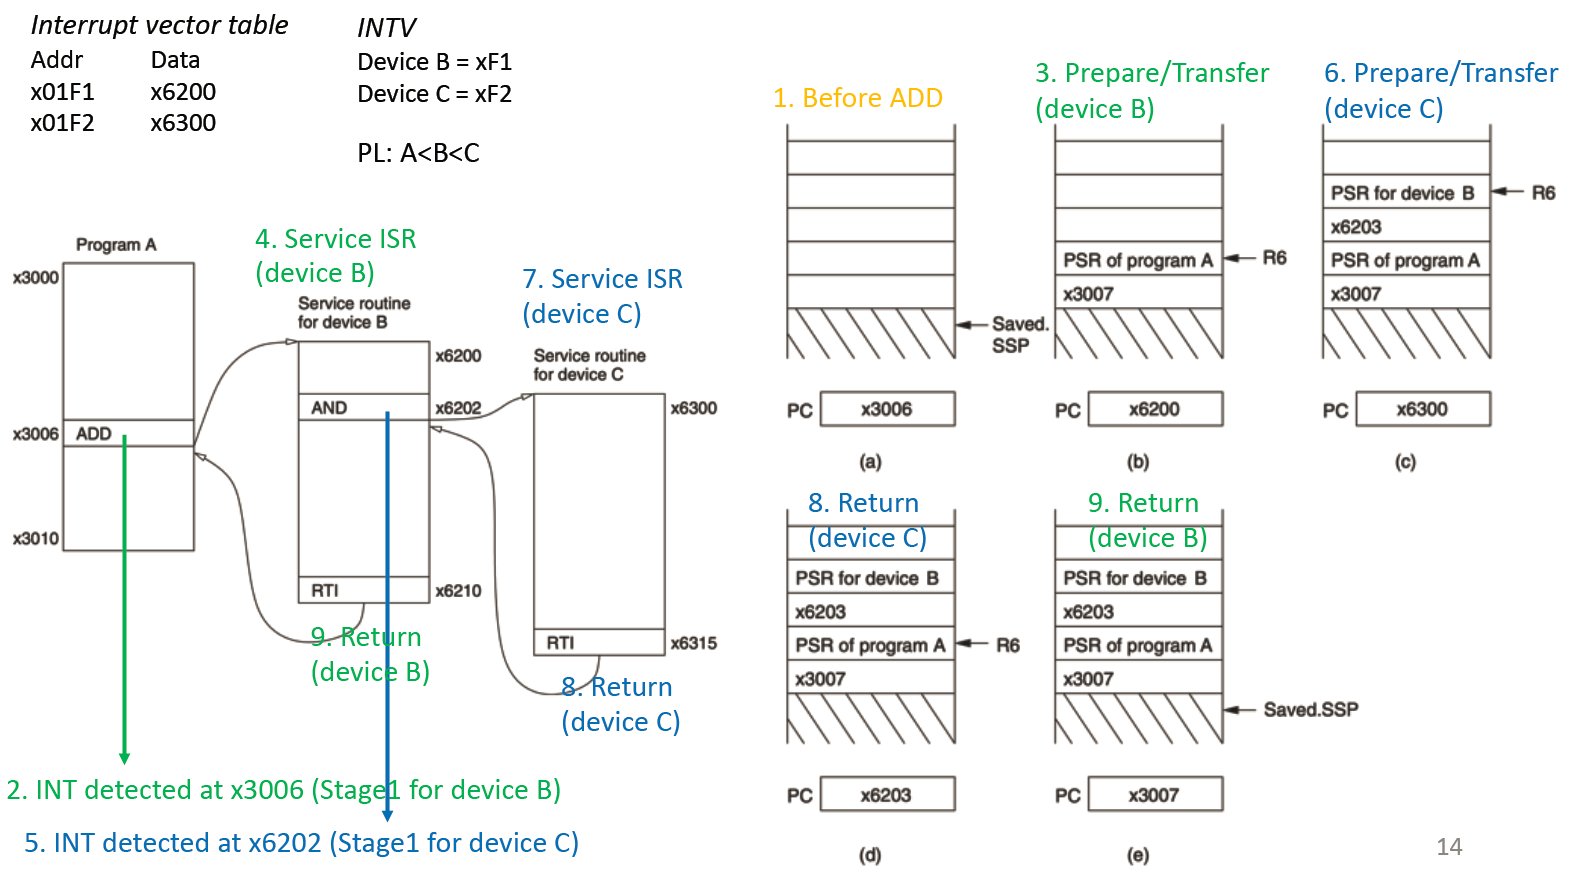 Interrupt vector table
Addr Data
x01F1 x6200
x01F2 x6300
INTV
Device B = xF1
Device C = xF2
PL: A<B<C
Program A
x3000
x3006 ADD
x3010
4. Service ISR
(device B)
Service routine
for device B
x6200
AND x6202
RTI x6210
9. Return
(device B)
7. Service ISR
(device C)
Service routine
for device C
x6300
RTI x6315
8. Return
(device C)
2. INT detected at x3006 (Stage1 for device B)
5. INT detected at x6202 (Stage1 for device C)
1. Before ADD
Saved.
SSP
PC x3006
(a)
3. Prepare/Transfer
(device B)
PSR of program A R6
x3007
PC x6200
(b)
6. Prepare/Transfer
(device C)
PSR for device B R6
x6203
PSR of program A
x3007
PC x6300
(c)
8. Return
(device C)
PSR for device B
x6203
PSR of program A R6
x3007
PC x6203
(d)
9. Return
(device B)
PSR for device B
x6203
PSR of program A
x3007
Saved.SSP
PC x3007
(e)
14